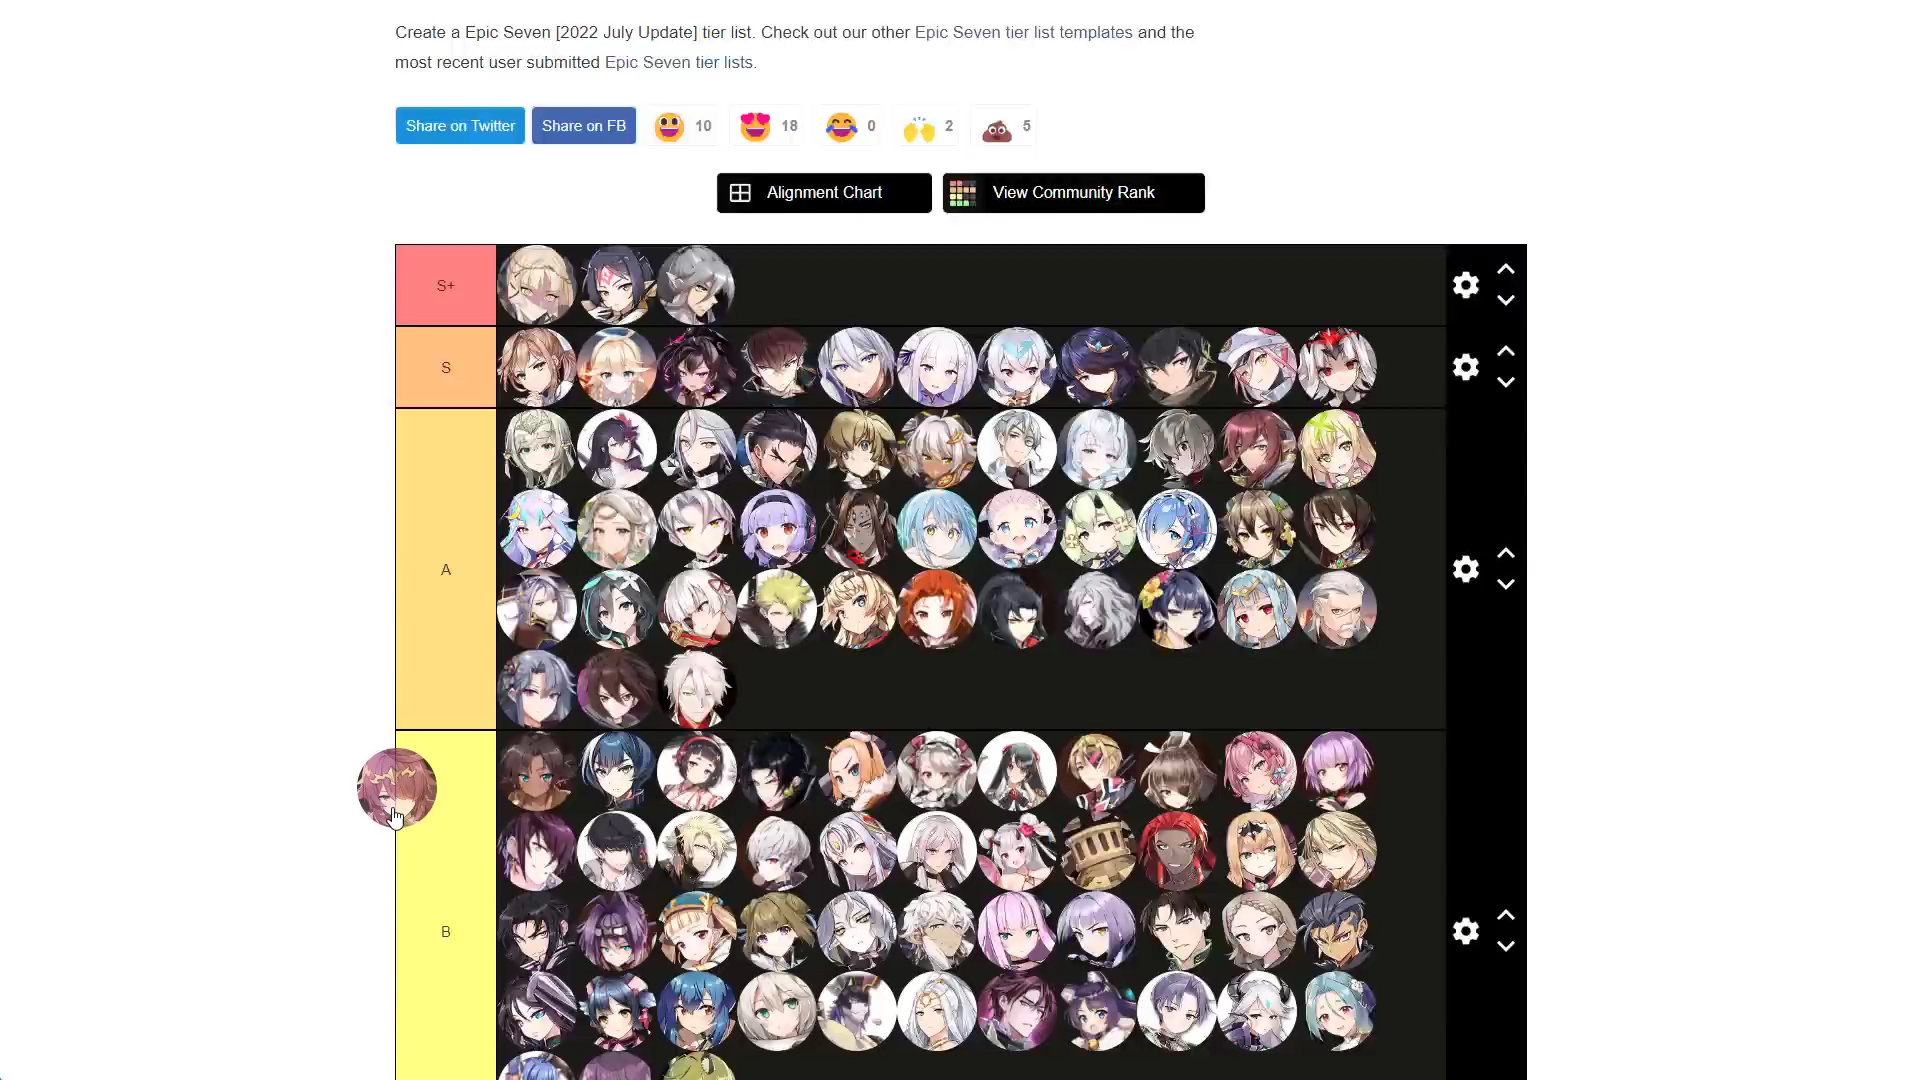 Create a Epic Seven [2022 July Update] tier list. Check out our other Epic Seven tier list templates and the
most recent user submitted Epic Seven tier lists.
Share on Twitter
Share on FB
10
18
0
2
5
Alignment Chart
View Community Rank
S+
S
A
B